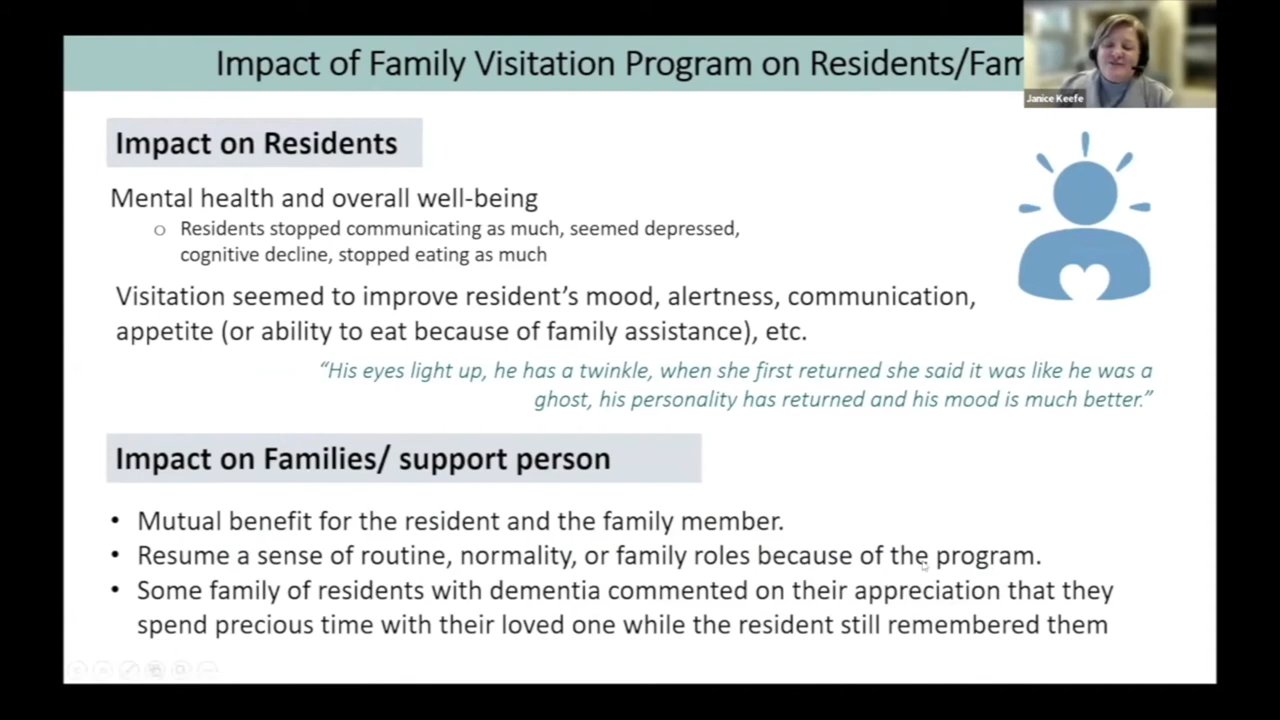 Impact of Family Visitation Program on Residents/Fam
Janice Keefe
Impact on Residents
Mental health and overall well-being
o Residents stopped communicating as much, seemed depressed,
cognitive decline, stopped eating as much
Visitation seemed to improve resident’s mood, alertness, communication,
appetite (or ability to eat because of family assistance), etc.
“His eyes light up, he has a twinkle, when she first returned she said it was like he was a
ghost, his personality has returned and his mood is much better.”
Impact on Families/ support person
• Mutual benefit for the resident and the family member.
• Resume a sense of routine, normality, or family roles because of the program.
• Some family of residents with dementia commented on their appreciation that they
spend precious time with their loved one while the resident still remembered them